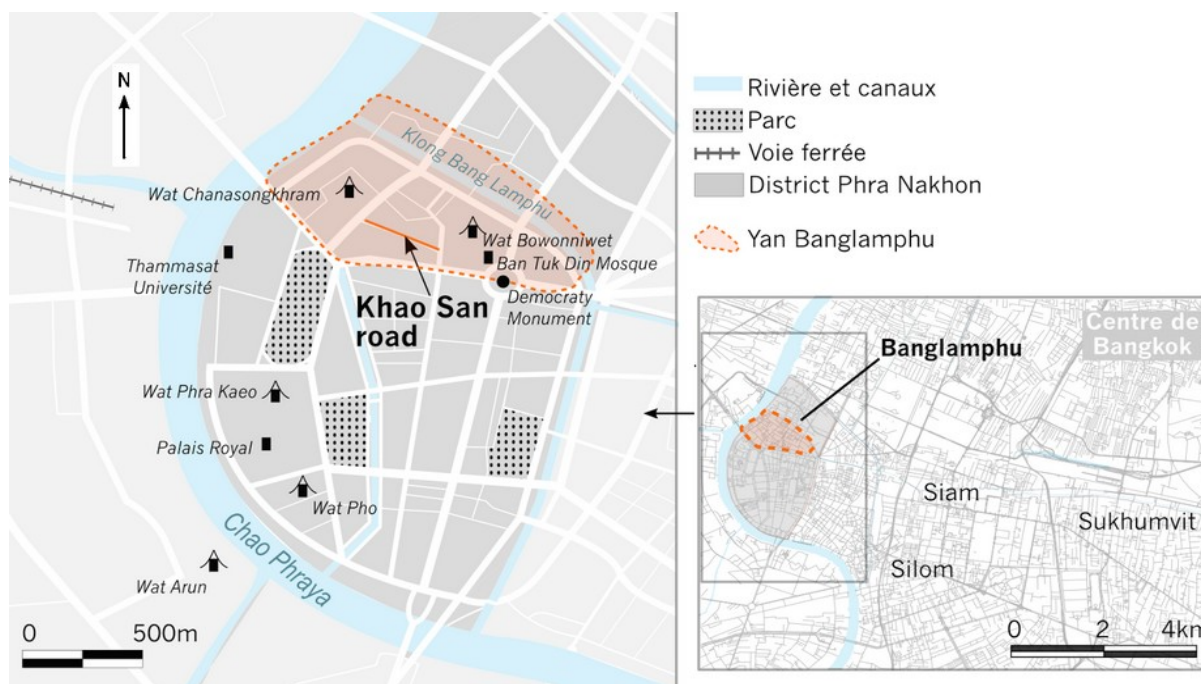 N
Klong Bang Lamphu
Wat Chanasongkhram
Wat Bowonniwet
Ban Tuk Din Mosque
Thammasat
Université
Democraty
Monument
Khao San
road
Wat Phra Kaeo
Palais Royal
Wat Pho
Chao Phraya
Wat Arun
0 500m
Rivière et canaux
Parc
Voie ferrée
District Phra Nakhon
Yan Banglamphu
Centre de
Bangkok
Banglamphu
Siam
Sukhumvit
Silom
0 2 4km